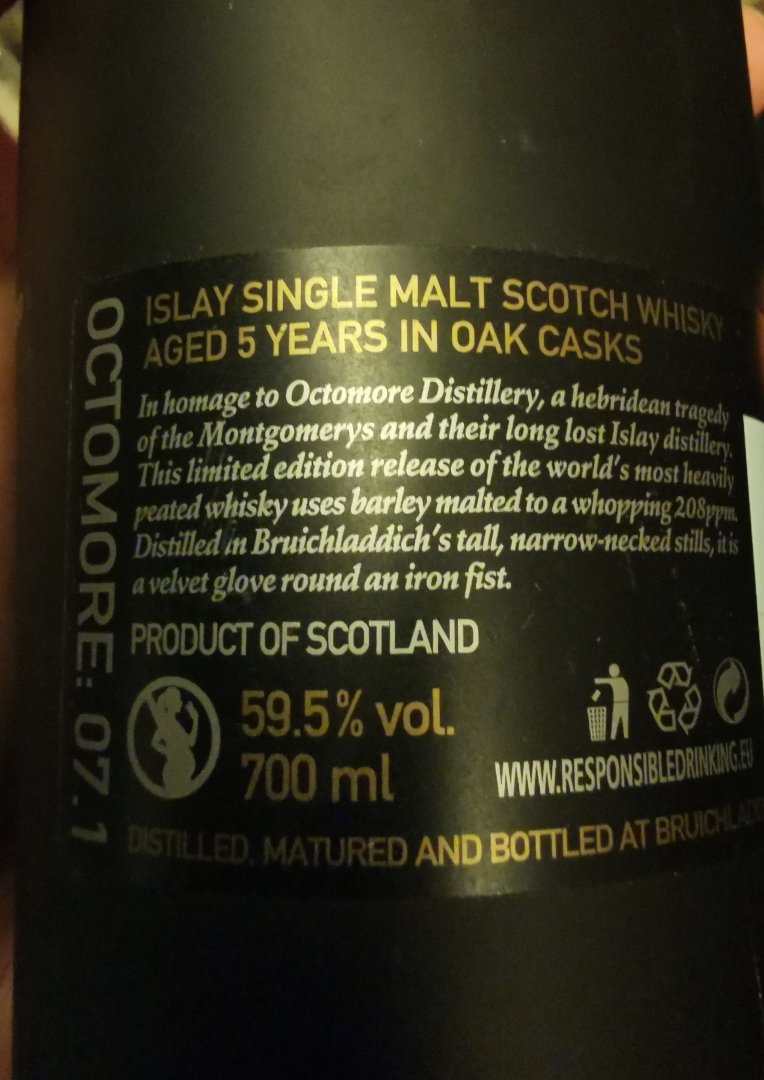 ISLAY SINGLE MALT SCOTCH WHISKY
AGED 5 YEARS IN OAK CASKS
In homage to Octomore Distillery, a hebridean tragedy
of the Montgomerys and their long lost Islay distillery.
This limited edition release of the world's most heavily
peated whisky uses barley malted to a whopping 208ppm.
Distilled in Bruichladdich's tall, narrow-necked stills, it is
a velvet glove round an iron fist.
PRODUCT OF SCOTLAND
59.5% vol.
700 ml
WWW.RESPONSIBLEDRINKING.EU
DISTILLED, MATURED AND BOTTLED AT
OCTOMORE: 07.1